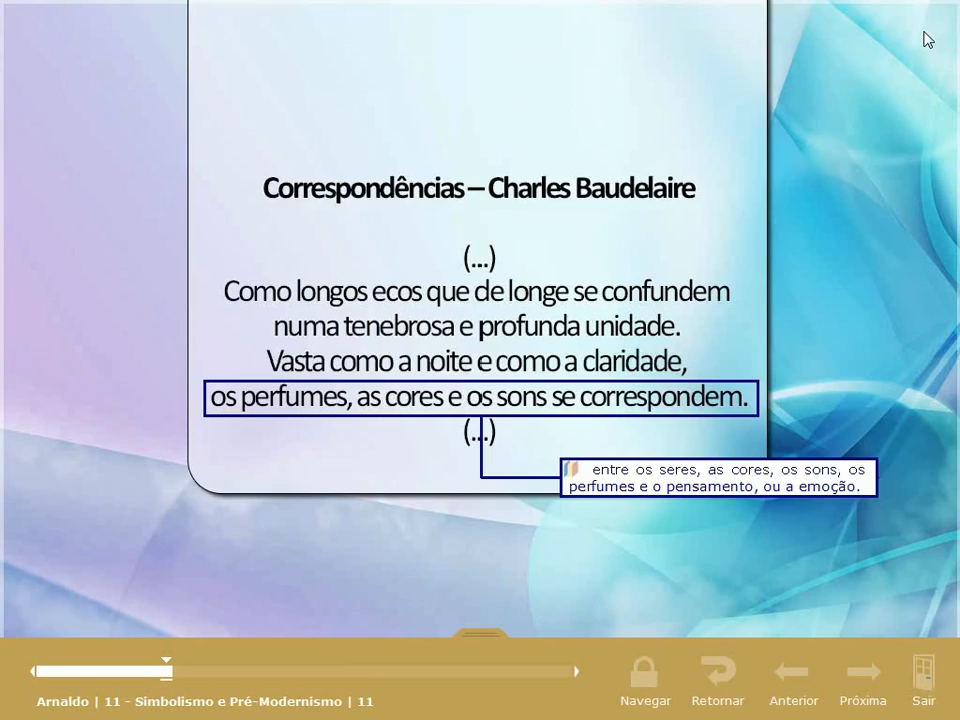 Correspondências – Charles Baudelaire
(...)
Como longos ecos que de longe se confundem
numa tenebrosa e profunda unidade.
Vasta como a noite e como a claridade,
os perfumes, as cores e os sons se correspondem.
(...)
entre os seres, as cores, os sons, os
perfumes e o pensamento, ou a emoção.
Arnaldo | 11 - Simbolismo e Pré-Modernismo | 11
Navegar Retornar Anterior Próxima Sair